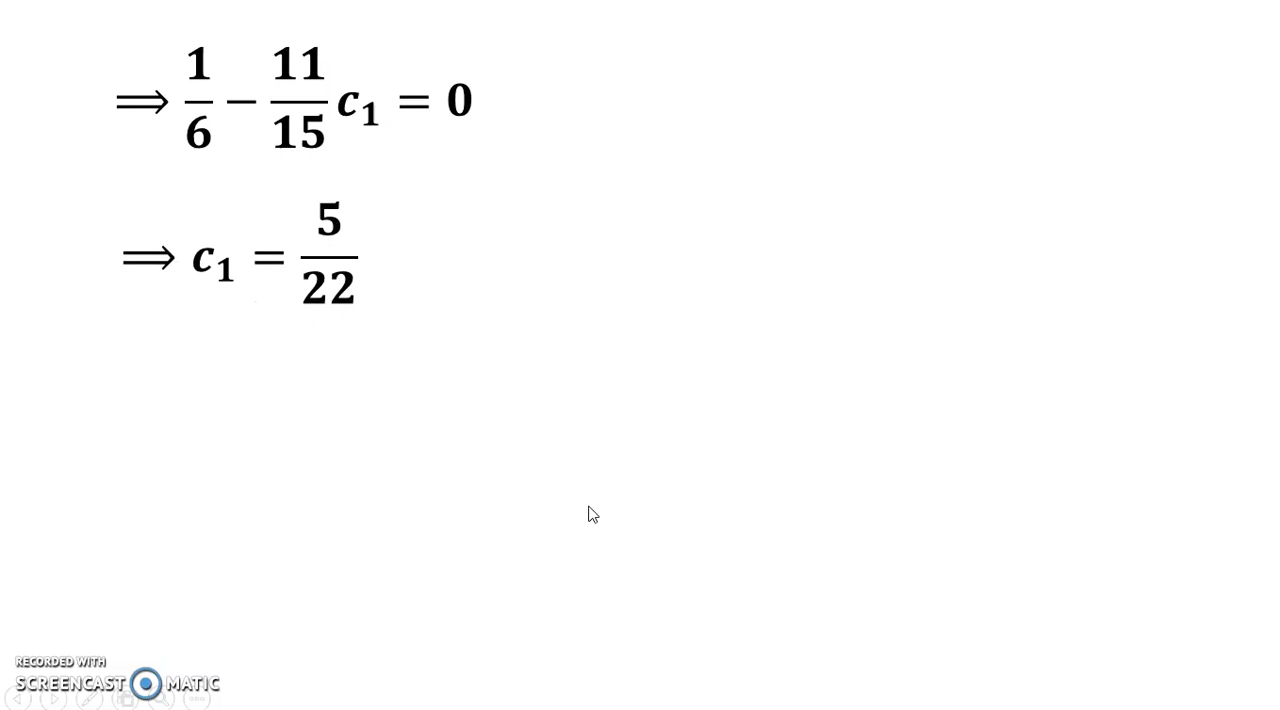 ⟹ 1/6 − 11/15 c₁ = 0
⟹ c₁ = 5/22
RECORDED WITH
SCREENCAST MATIC